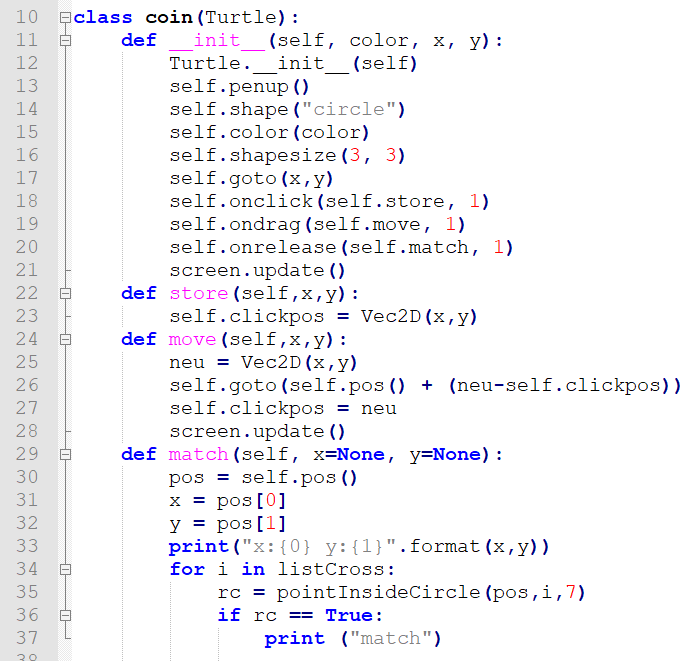 10 class coin(Turtle):
11     def __init__(self, color, x, y):
12         Turtle.__init__(self)
13         self.penup()
14         self.shape("circle")
15         self.color(color)
16         self.shapesize(3, 3)
17         self.goto(x,y)
18         self.onclick(self.store, 1)
19         self.ondrag(self.move, 1)
20         self.onrelease(self.match, 1)
21         screen.update()
22     def store(self,x,y):
23         self.clickpos = Vec2D(x,y)
24     def move(self,x,y):
25         neu = Vec2D(x,y)
26         self.goto(self.pos() + (neu-self.clickpos))
27         self.clickpos = neu
28         screen.update()
29     def match(self, x=None, y=None):
30         pos = self.pos()
31         x = pos[0]
32         y = pos[1]
33         print("x:{0} y:{1}".format(x,y))
34         for i in listCross:
35             rc = pointInsideCircle(pos,i,7)
36             if rc == True:
37                 print ("match")
38